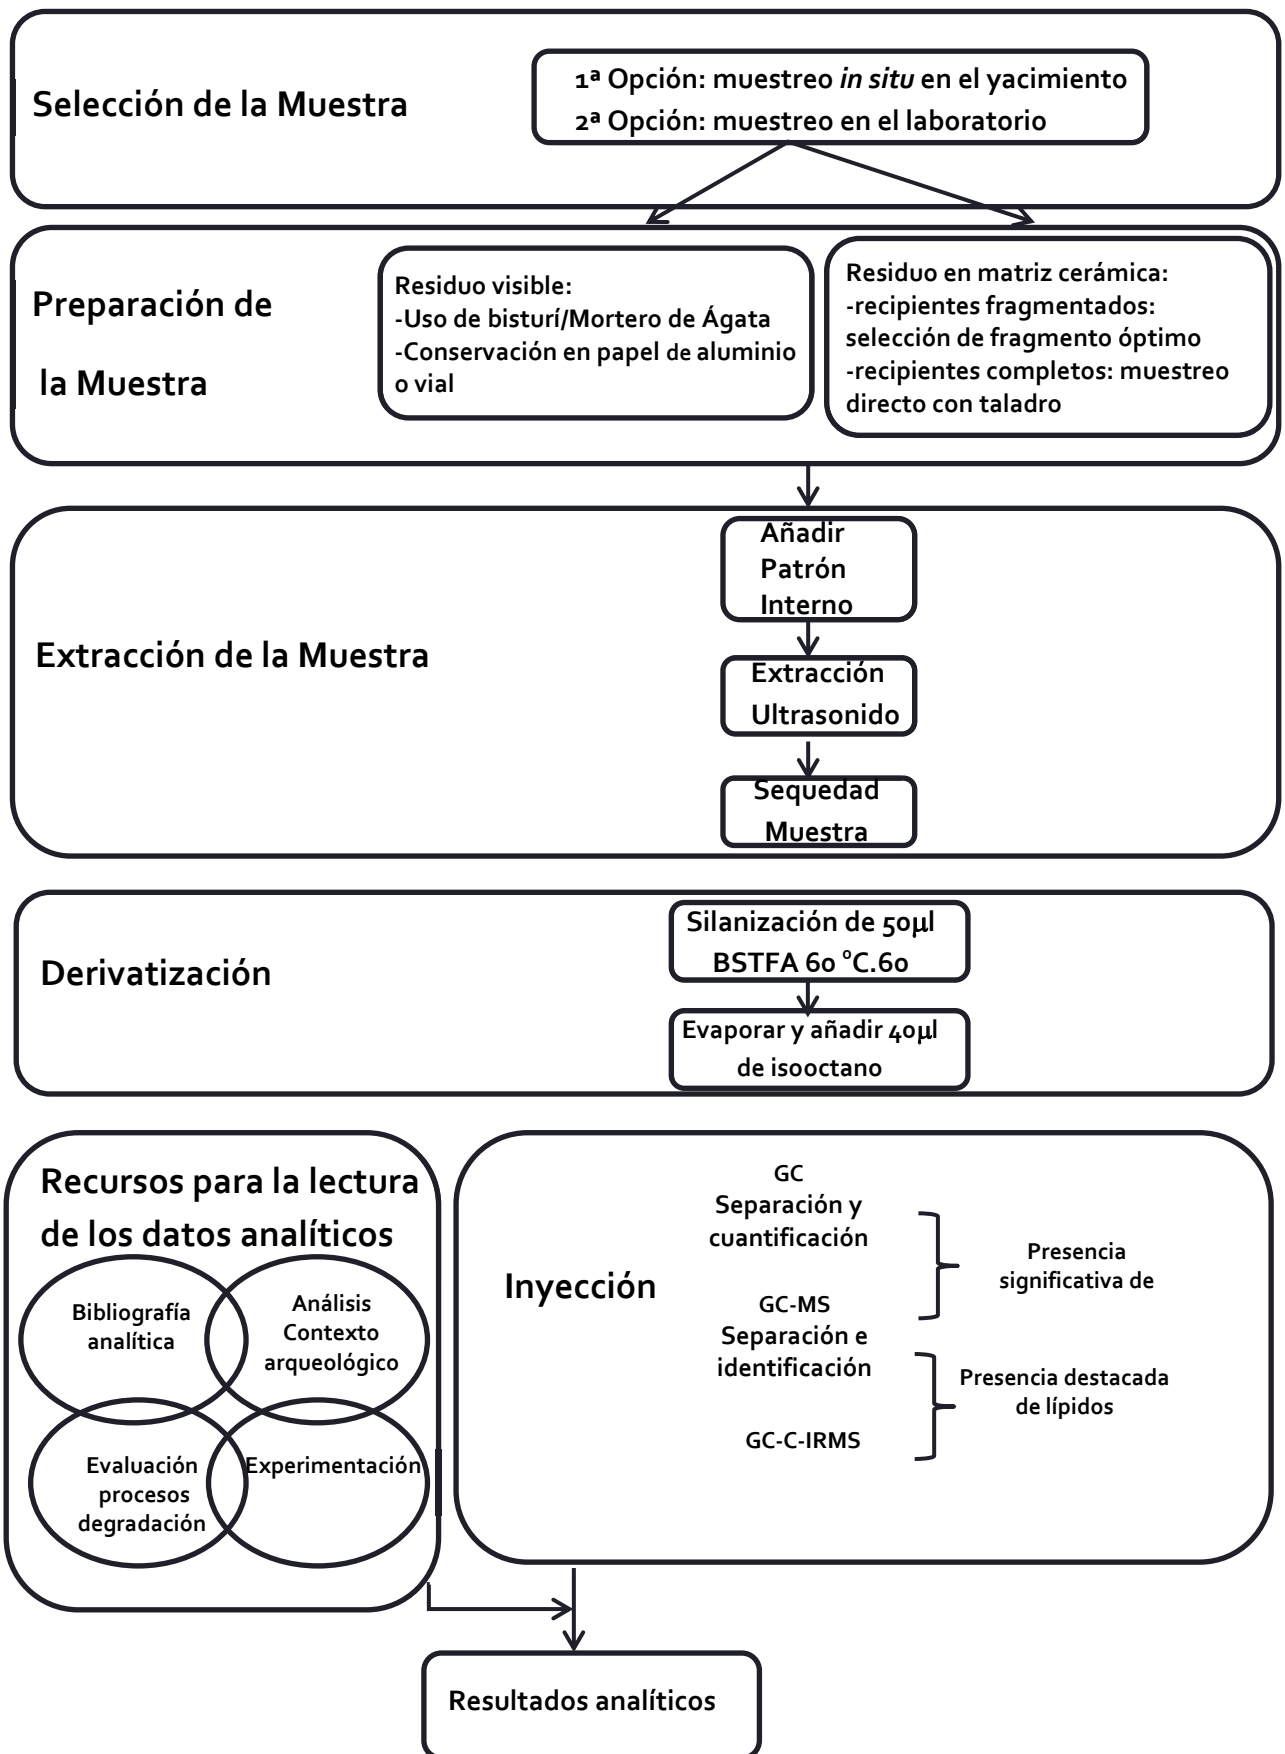 Selección de la Muestra
1ª Opción: muestreo in situ en el yacimiento
2ª Opción: muestreo en el laboratorio
Preparación de
la Muestra
Residuo visible:
-Uso de bisturí/Mortero de Ágata
-Conservación en papel de aluminio
o vial
Residuo en matriz cerámica:
-recipientes fragmentados:
selección de fragmento óptimo
-recipientes completos: muestreo
directo con taladro
Extracción de la Muestra
Añadir
Patrón
Interno
Extracción
Ultrasonido
Sequedad
Muestra
Derivatización
Silanización de 50µl
BSTFA 60 °C.60
Evaporar y añadir 40µl
de isooctano
Recursos para la lectura
de los datos analíticos
Bibliografía
analítica
Análisis
Contexto
arqueológico
Evaluación
procesos
degradación
Experimentación
Inyección
GC
Separación y
cuantificación
GC-MS
Separación e
identificación
GC-C-IRMS
Presencia
significativa de
Presencia destacada
de lípidos
Resultados analíticos